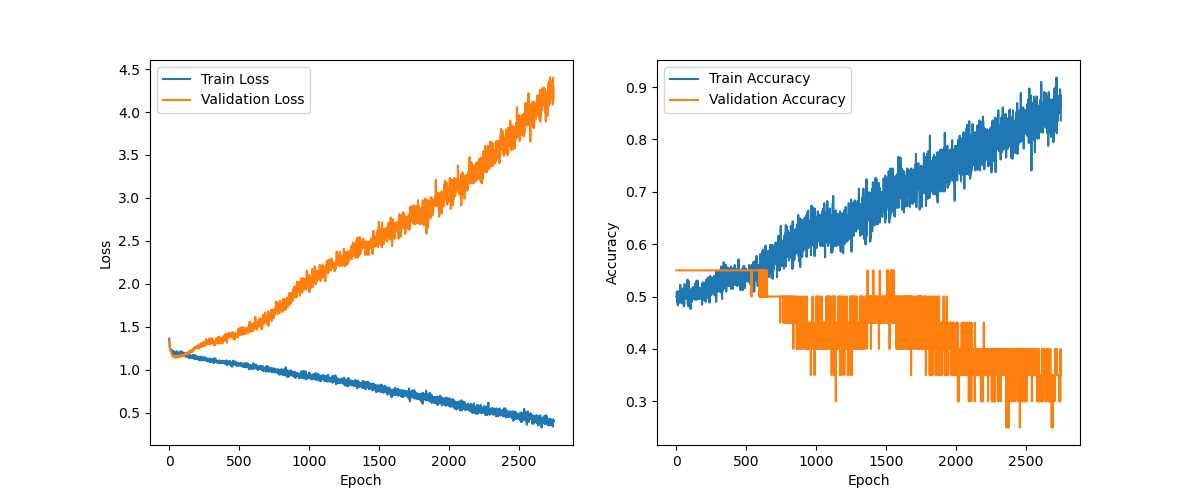 Train Loss
Validation Loss
Loss
4.5
4.0
3.5
3.0
2.5
2.0
1.5
1.0
0.5
0 500 1000 1500 2000 2500
Epoch
Train Accuracy
Validation Accuracy
Accuracy
0.9
0.8
0.7
0.6
0.5
0.4
0.3
0 500 1000 1500 2000 2500
Epoch